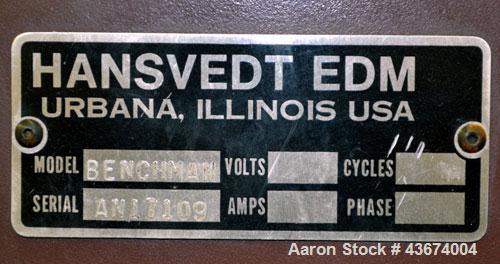 HANSVEDT EDM
URBANA, ILLINOIS USA
MODEL BENCHMAN VOLTS CYCLES
SERIAL AN17109 AMPS PHASE
Aaron Stock # 43674004